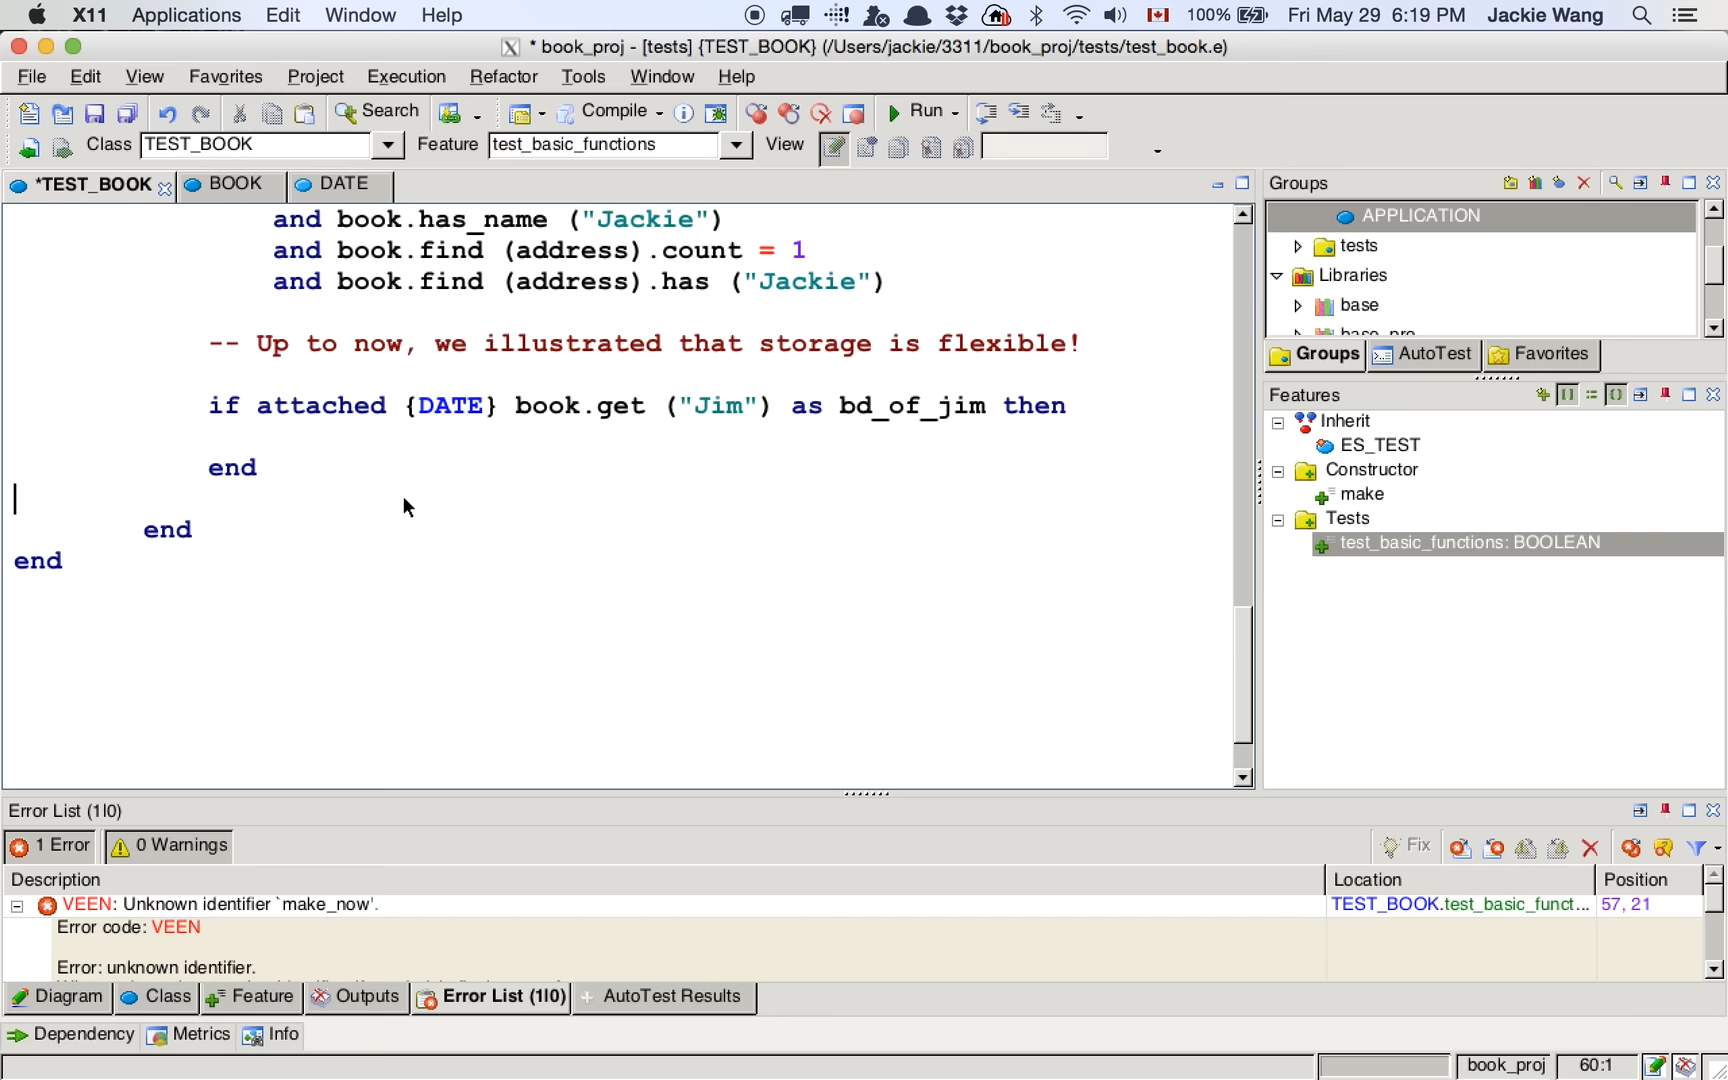 X11 Applications Edit Window Help 100% Fri May 29 6:19 PM Jackie Wang
* book_proj - [tests] {TEST_BOOK} (/Users/jackie/3311/book_proj/tests/test_book.e)
File Edit View Favorites Project Execution Refactor Tools Window Help
Search Compile Run
Class TEST_BOOK Feature test_basic_functions View
*TEST_BOOK BOOK DATE
and book.has_name ("Jackie")
and book.find (address).count = 1
and book.find (address).has ("Jackie")
-- Up to now, we illustrated that storage is flexible!
if attached {DATE} book.get ("Jim") as bd_of_jim then
end
end
end
Groups
APPLICATION
tests
Libraries
base
base_pre
Groups AutoTest Favorites
Features
Inherit
ES_TEST
Constructor
make
Tests
test_basic_functions: BOOLEAN
Error List (1|0)
1 Error 0 Warnings Fix
Description Location Position
VEEN: Unknown identifier `make_now'. TEST_BOOK.test_basic_funct... 57, 21
Error code: VEEN
Error: unknown identifier.
Diagram Class Feature Outputs Error List (1|0) AutoTest Results
Dependency Metrics Info
book_proj 60:1